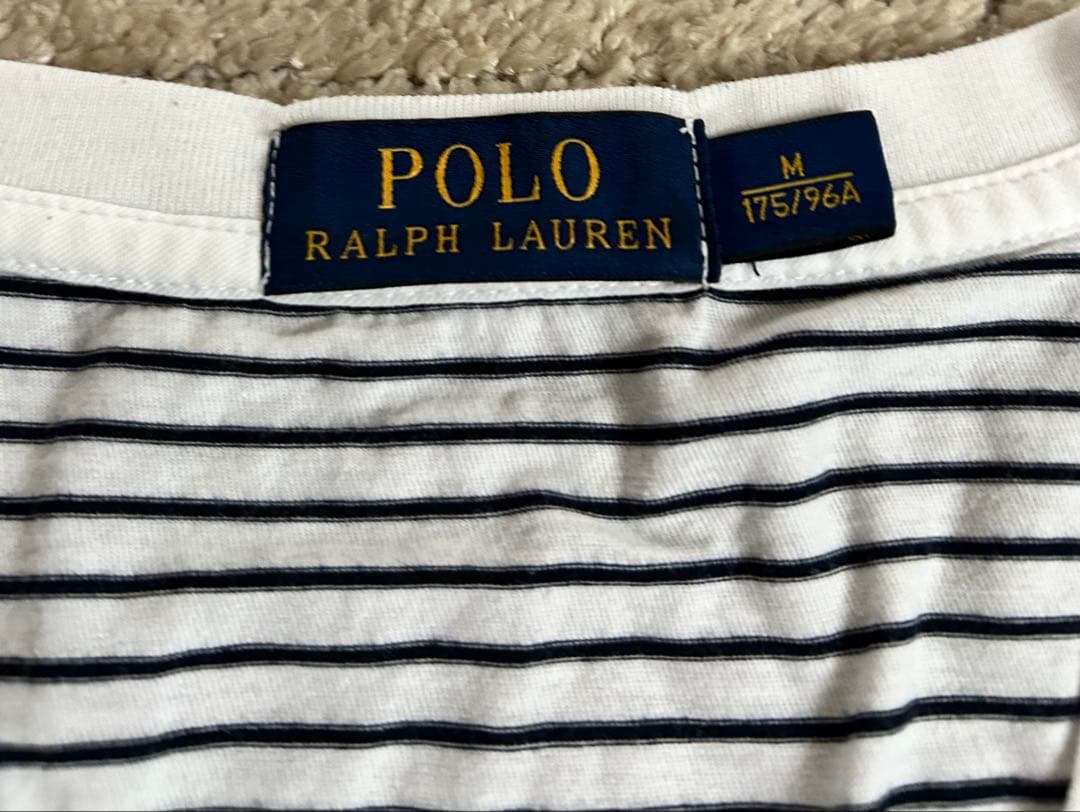 POLO
RALPH LAUREN
M
175/96A